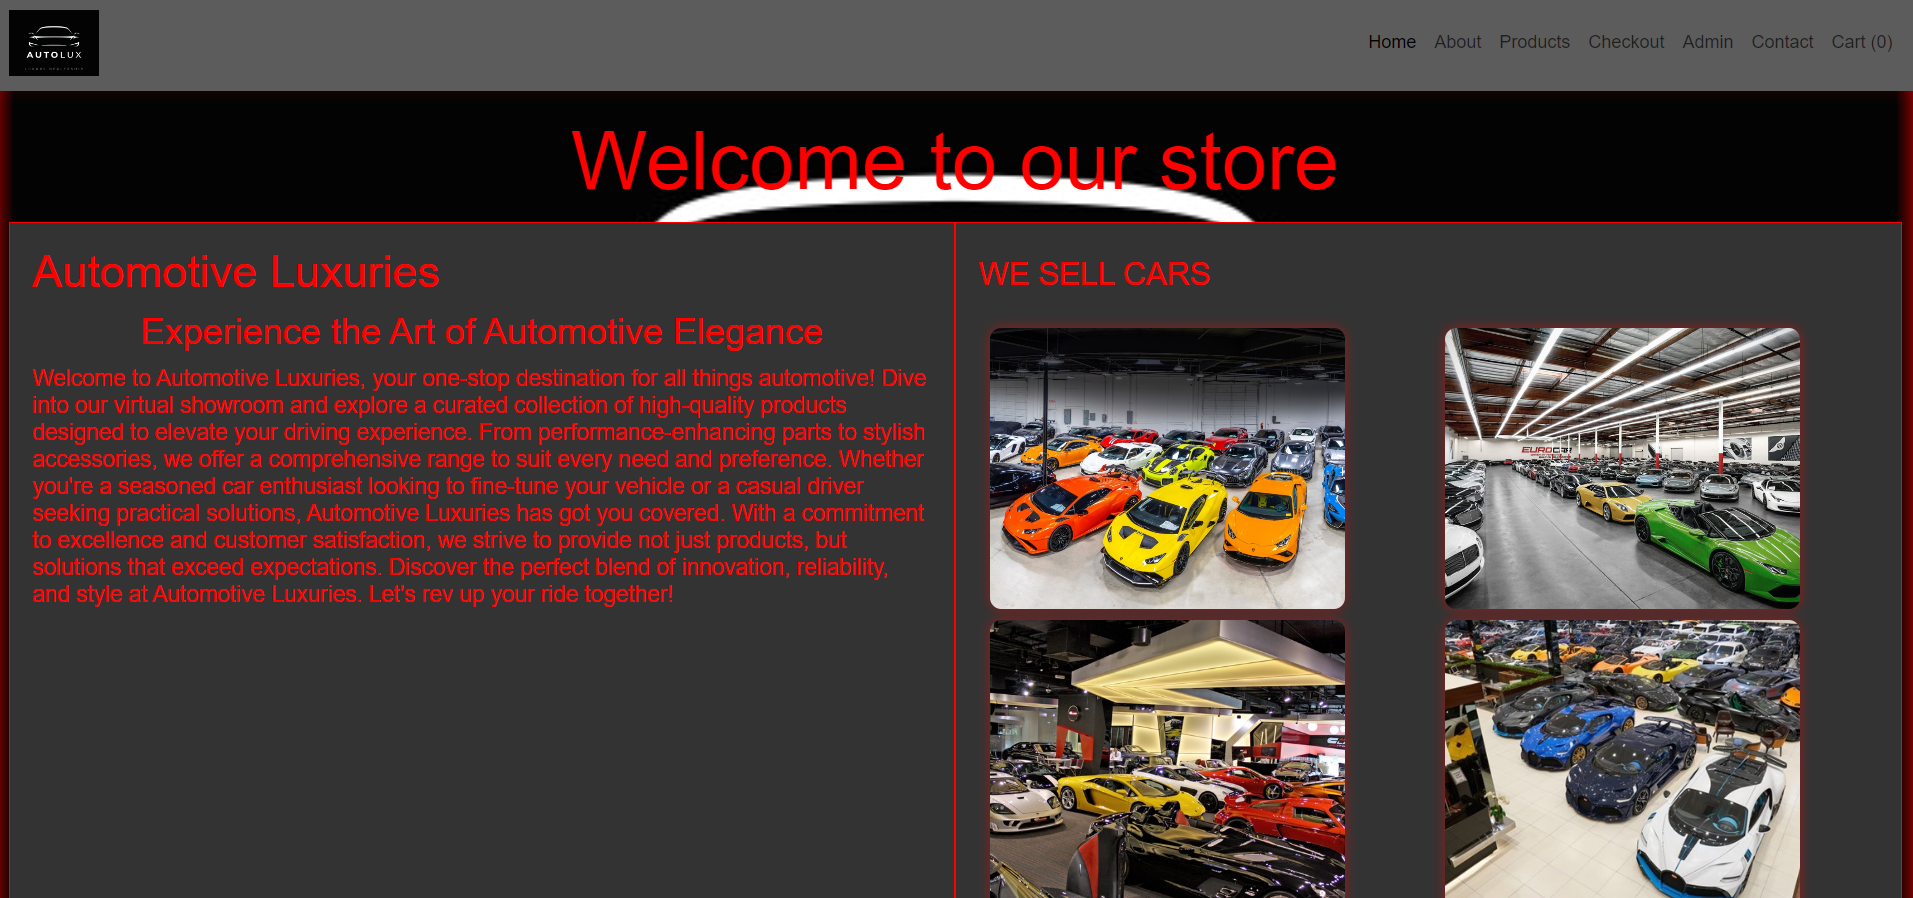 AUTOLUX
Home About Products Checkout Admin Contact Cart (0)
Welcome to our store
Automotive Luxuries
Experience the Art of Automotive Elegance
Welcome to Automotive Luxuries, your one-stop destination for all things automotive! Dive
into our virtual showroom and explore a curated collection of high-quality products
designed to elevate your driving experience. From performance-enhancing parts to stylish
accessories, we offer a comprehensive range to suit every need and preference. Whether
you're a seasoned car enthusiast looking to fine-tune your vehicle or a casual driver
seeking practical solutions, Automotive Luxuries has got you covered. With a commitment
to excellence and customer satisfaction, we strive to provide not just products, but
solutions that exceed expectations. Discover the perfect blend of innovation, reliability,
and style at Automotive Luxuries. Let's rev up your ride together!
WE SELL CARS